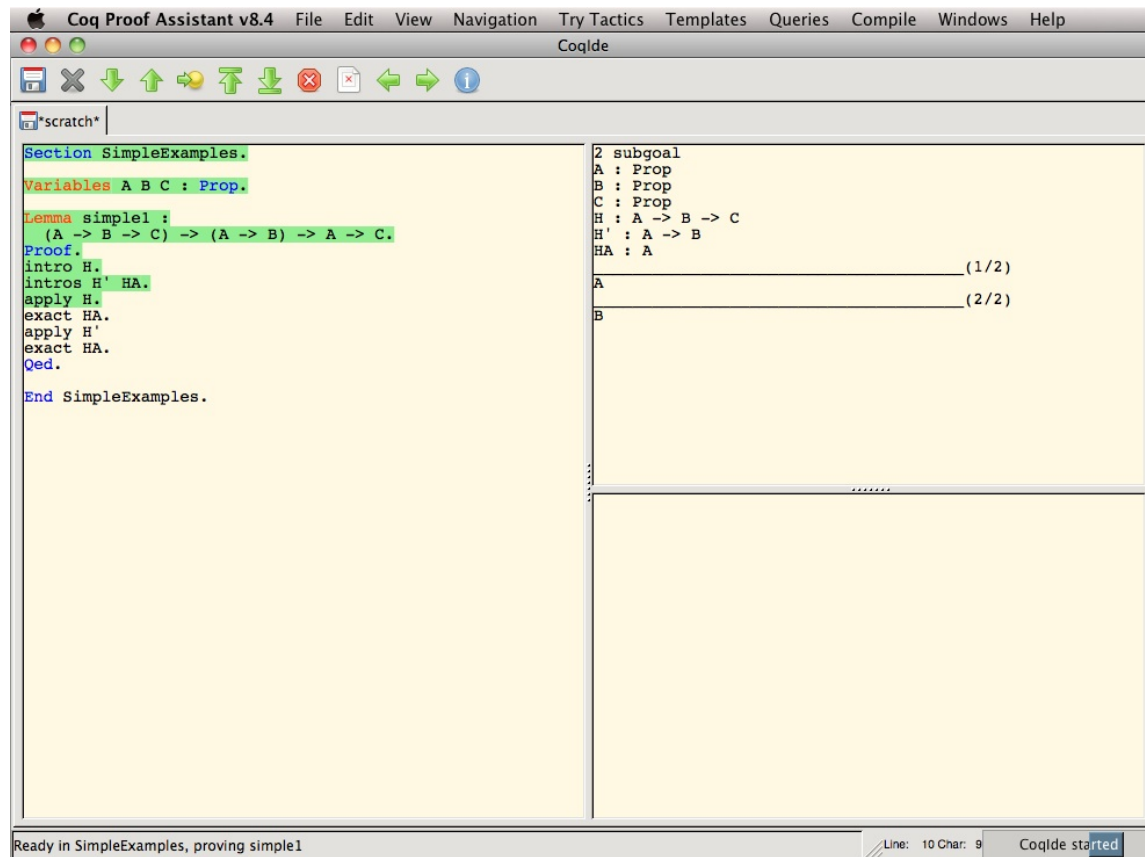 Coq Proof Assistant v8.4 File Edit View Navigation Try Tactics Templates Queries Compile Windows Help
CoqIde
*scratch*
Section SimpleExamples.
Variables A B C : Prop.
Lemma simple1 :
(A -> B -> C) -> (A -> B) -> A -> C.
Proof.
intro H.
intros H' HA.
apply H.
exact HA.
apply H'
exact HA.
Qed.
End SimpleExamples.
2 subgoal
A : Prop
B : Prop
C : Prop
H : A -> B -> C
H' : A -> B
HA : A
______________________________________(1/2)
A
______________________________________(2/2)
B
Ready in SimpleExamples, proving simple1
Line: 10 Char: 9
CoqIde started